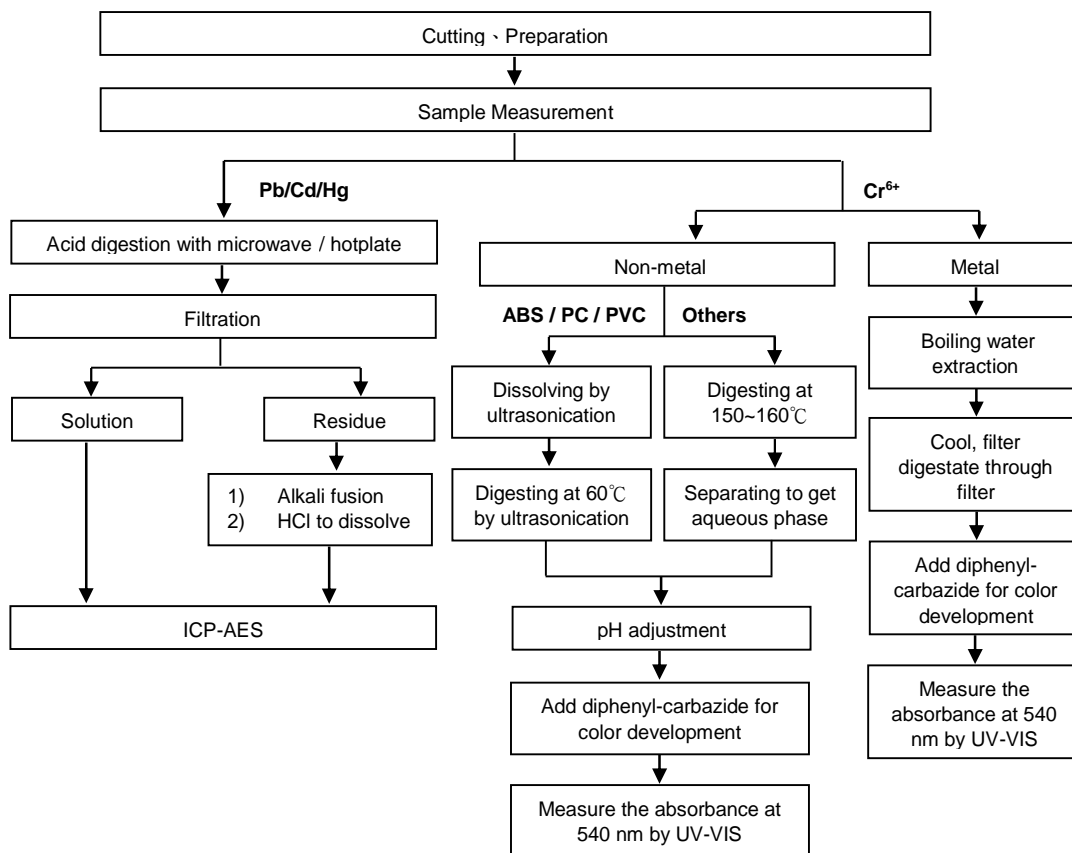 Cutting、Preparation
Sample Measurement
Pb/Cd/Hg
Cr⁶⁺
Acid digestion with microwave / hotplate
Non-metal
Metal
Filtration
ABS / PC / PVC
Others
Boiling water
extraction
Solution
Residue
Dissolving by
ultrasonication
Digesting at
150~160℃
Cool, filter
digestate through
filter
1) Alkali fusion
2) HCl to dissolve
Digesting at 60℃
by ultrasonication
Separating to get
aqueous phase
Add diphenyl-
carbazide for color
development
ICP-AES
pH adjustment
Measure the
absorbance at 540
nm by UV-VIS
Add diphenyl-carbazide for
color development
Measure the absorbance at
540 nm by UV-VIS